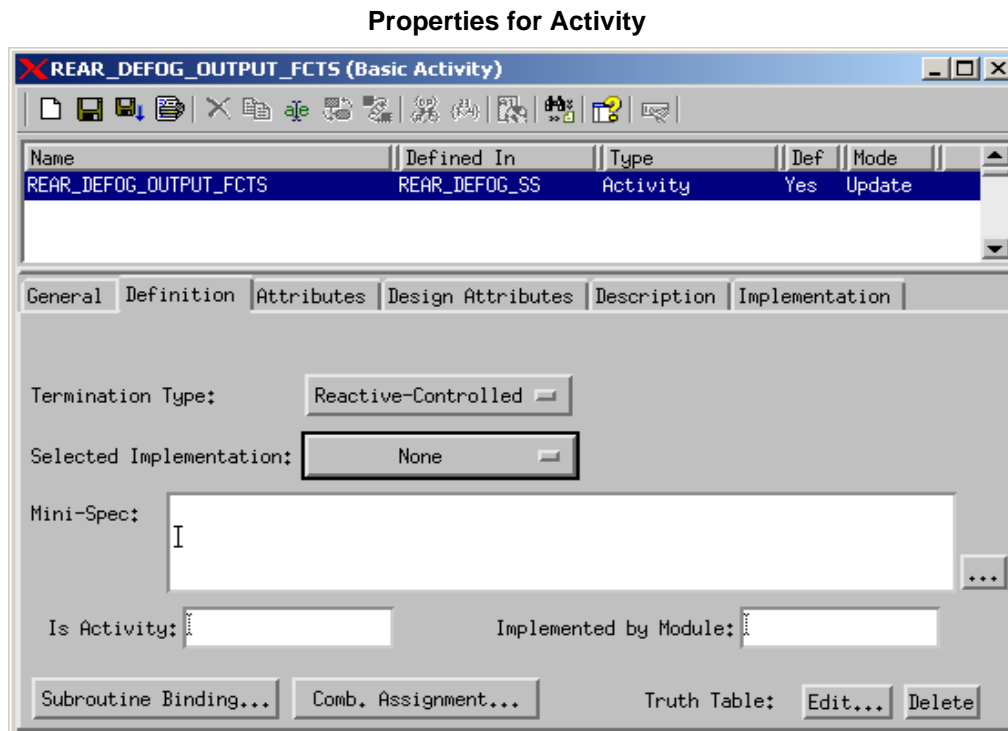 Properties for Activity
REAR_DEFOG_OUTPUT_FCTS (Basic Activity)
Name Defined In Type Def Mode
REAR_DEFOG_OUTPUT_FCTS REAR_DEFOG_SS Activity Yes Update
General Definition Attributes Design Attributes Description Implementation
Termination Type: Reactive-Controlled
Selected Implementation: None
Mini-Spec:
...
Is Activity: Implemented by Module:
Subroutine Binding... Comb. Assignment... Truth Table: Edit... Delete